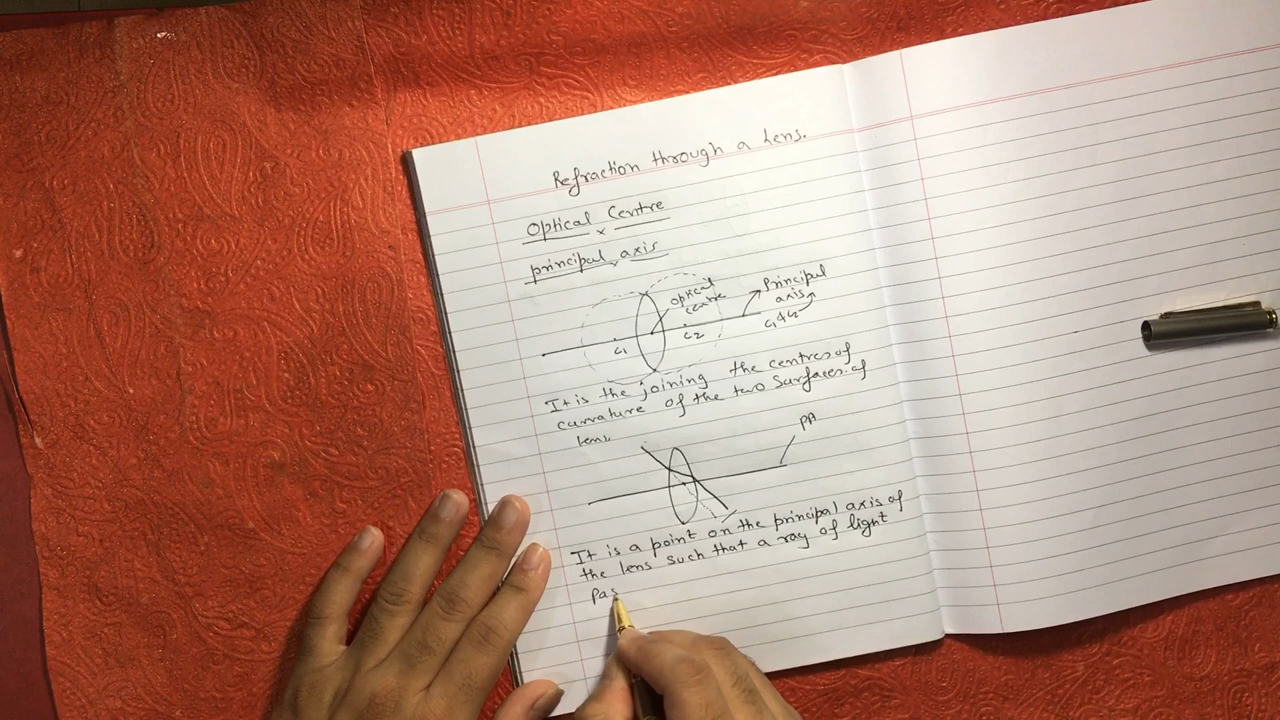 Refraction through a Lens.
Optical Centre
principal axis
optical
centre
Principal
axis
C1 & C2
C1
C2
It is the joining the centres of
curvature of the two Surfaces of
lens
PA
It is a point on the principal axis of
the lens such that a ray of light
Pas